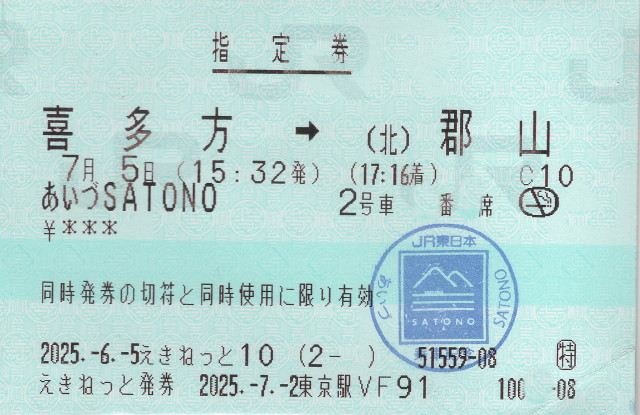 指定券
喜多方 → (北) 郡山
7月 5日 (15:32発) (17:16着) C10
あいづSATONO 2号車 番 席
¥***
JR東日本
SATONO
SATONO
同時発券の切符と同時使用に限り有効
2025.-6.-5えきねっと10 (2- ) 51559-08 特
えきねっと発券 2025.-7.-2東京駅VF91 100 -08